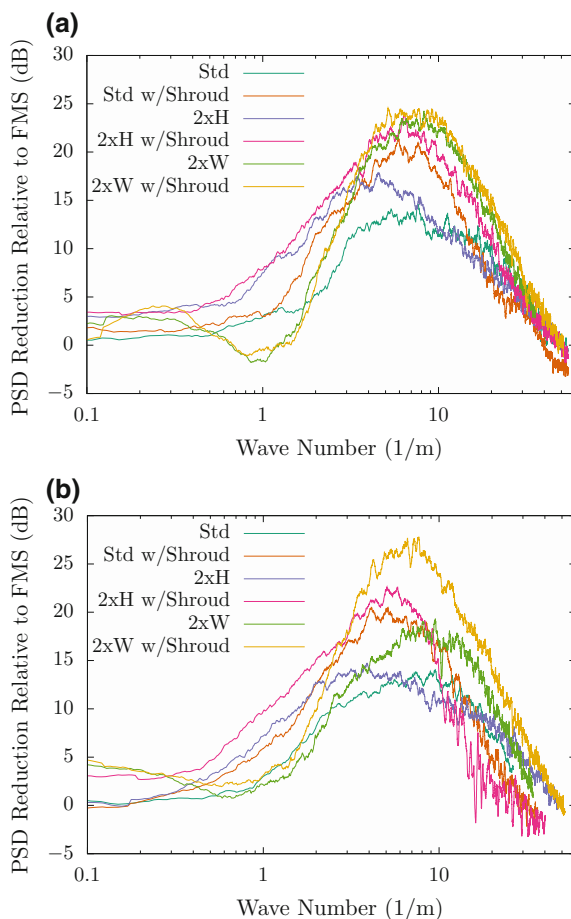 (a)
PSD Reduction Relative to FMS (dB)
30
25
20
15
10
5
0
−5
Std
Std w/Shroud
2xH
2xH w/Shroud
2xW
2xW w/Shroud
0.1
1
10
Wave Number (1/m)
(b)
PSD Reduction Relative to FMS (dB)
30
25
20
15
10
5
0
−5
Std
Std w/Shroud
2xH
2xH w/Shroud
2xW
2xW w/Shroud
0.1
1
10
Wave Number (1/m)